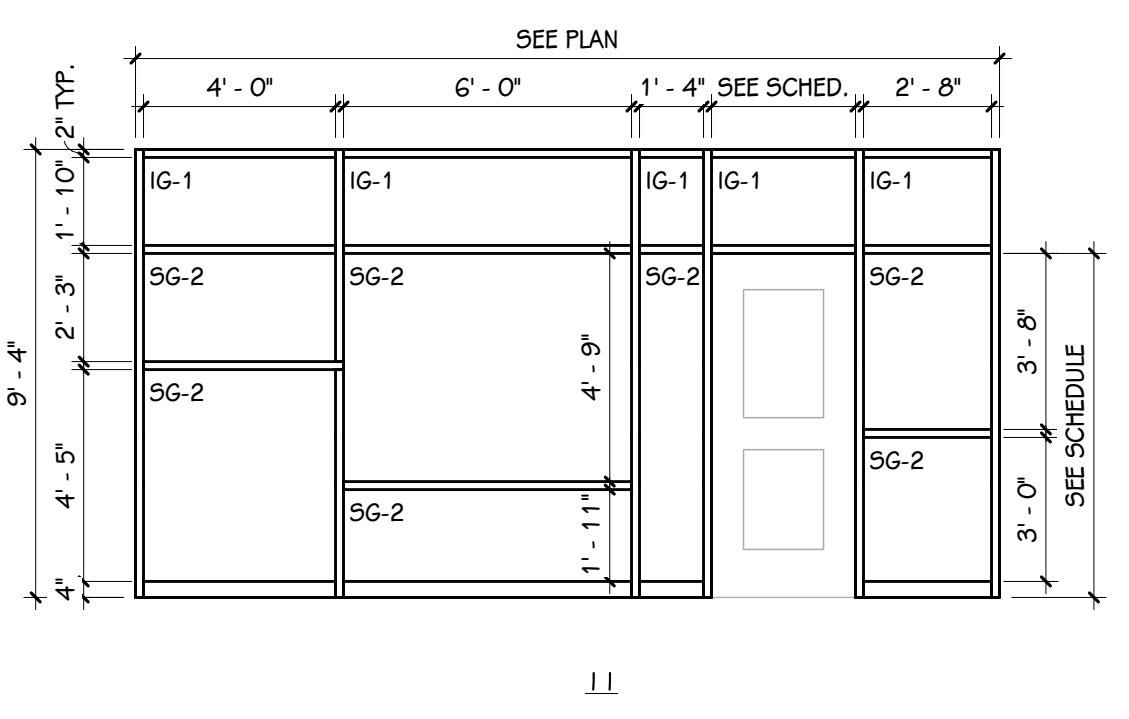 SEE PLAN
4' - 0" 6' - 0" 1' - 4" SEE SCHED. 2' - 8"
2" TYP.
1' - 10"
2' - 3"
4' - 5"
4"
9' - 4"
IG-1 IG-1 IG-1 IG-1 IG-1
SG-2 SG-2 SG-2 SG-2
SG-2
SG-2
SG-2
4' - 9"
1' - 11"
3' - 8"
3' - 0"
SEE SCHEDULE
11